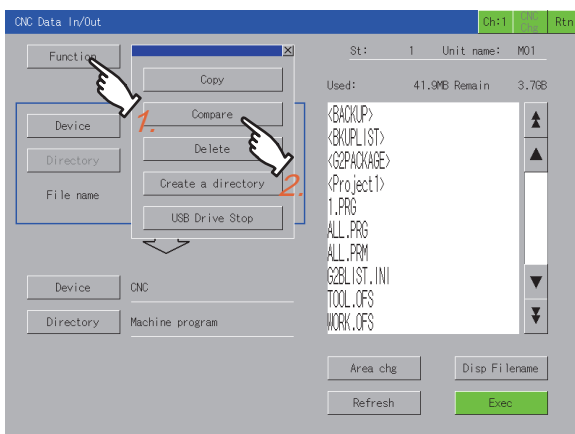 CNC Data In/Out Ch:1 CNC Chg Rtn
Function
St: 1 Unit name: M01
Copy
Used: 41.9MB Remain 3.7GB
1.
Compare
Device
Delete
Directory
Create a directory
2.
File name
USB Drive Stop
<BACKUP>
<BKUPLIST>
<G2PACKAGE>
<Project1>
1.PRG
ALL.PRG
ALL.PRM
G2BLIST.INI
TOOL.OFS
WORK.OFS
Device CNC
Directory Machine program
Area chg Disp Filename
Refresh Exec